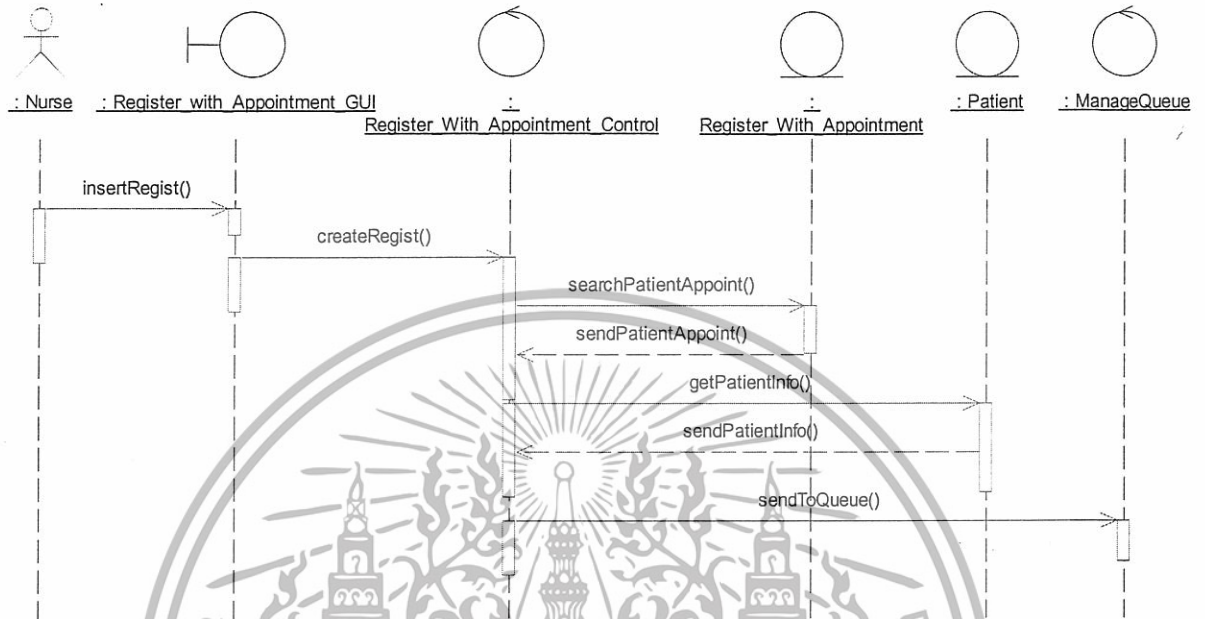 : Nurse
: Register_with_Appointment_GUI
:
Register_With_Appointment_Control
:
Register_With_Appointment
: Patient
: ManageQueue
insertRegist()
createRegist()
searchPatientAppoint()
sendPatientAppoint()
getPatientInfo()
sendPatientInfo()
sendToQueue()